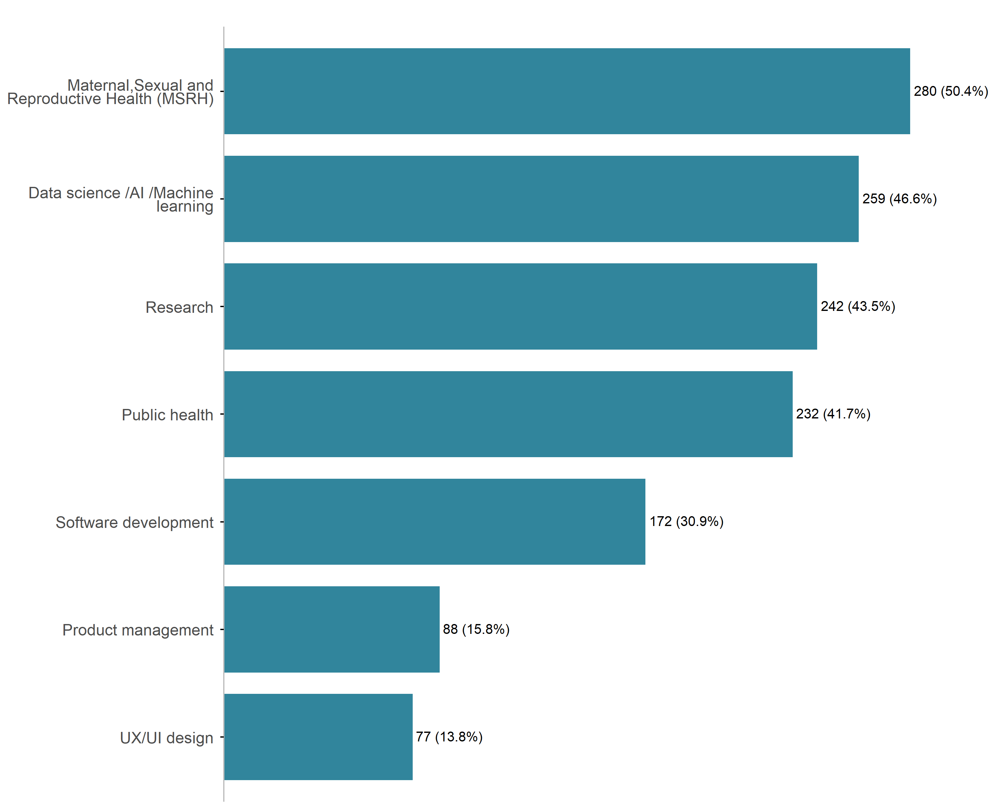 Maternal,Sexual and
Reproductive Health (MSRH)
280 (50.4%)
Data science /AI /Machine
learning
259 (46.6%)
Research
242 (43.5%)
Public health
232 (41.7%)
Software development
172 (30.9%)
Product management
88 (15.8%)
UX/UI design
77 (13.8%)